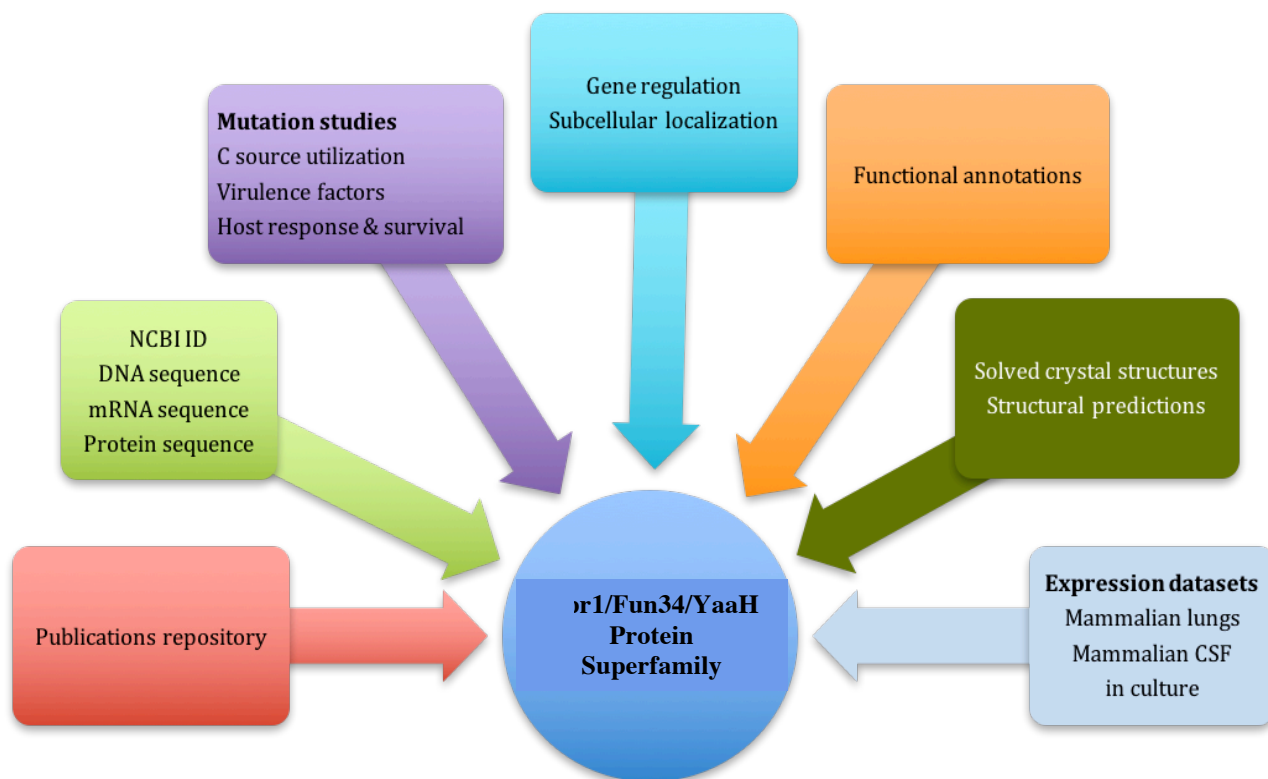 Gene regulation
Subcellular localization
Mutation studies
C source utilization
Virulence factors
Host response & survival
Functional annotations
NCBI ID
DNA sequence
mRNA sequence
Protein sequence
Solved crystal structures
Structural predictions
Publications repository
Expression datasets
Mammalian lungs
Mammalian CSF
in culture
/Fun34/YaaH
Protein
Superfamily